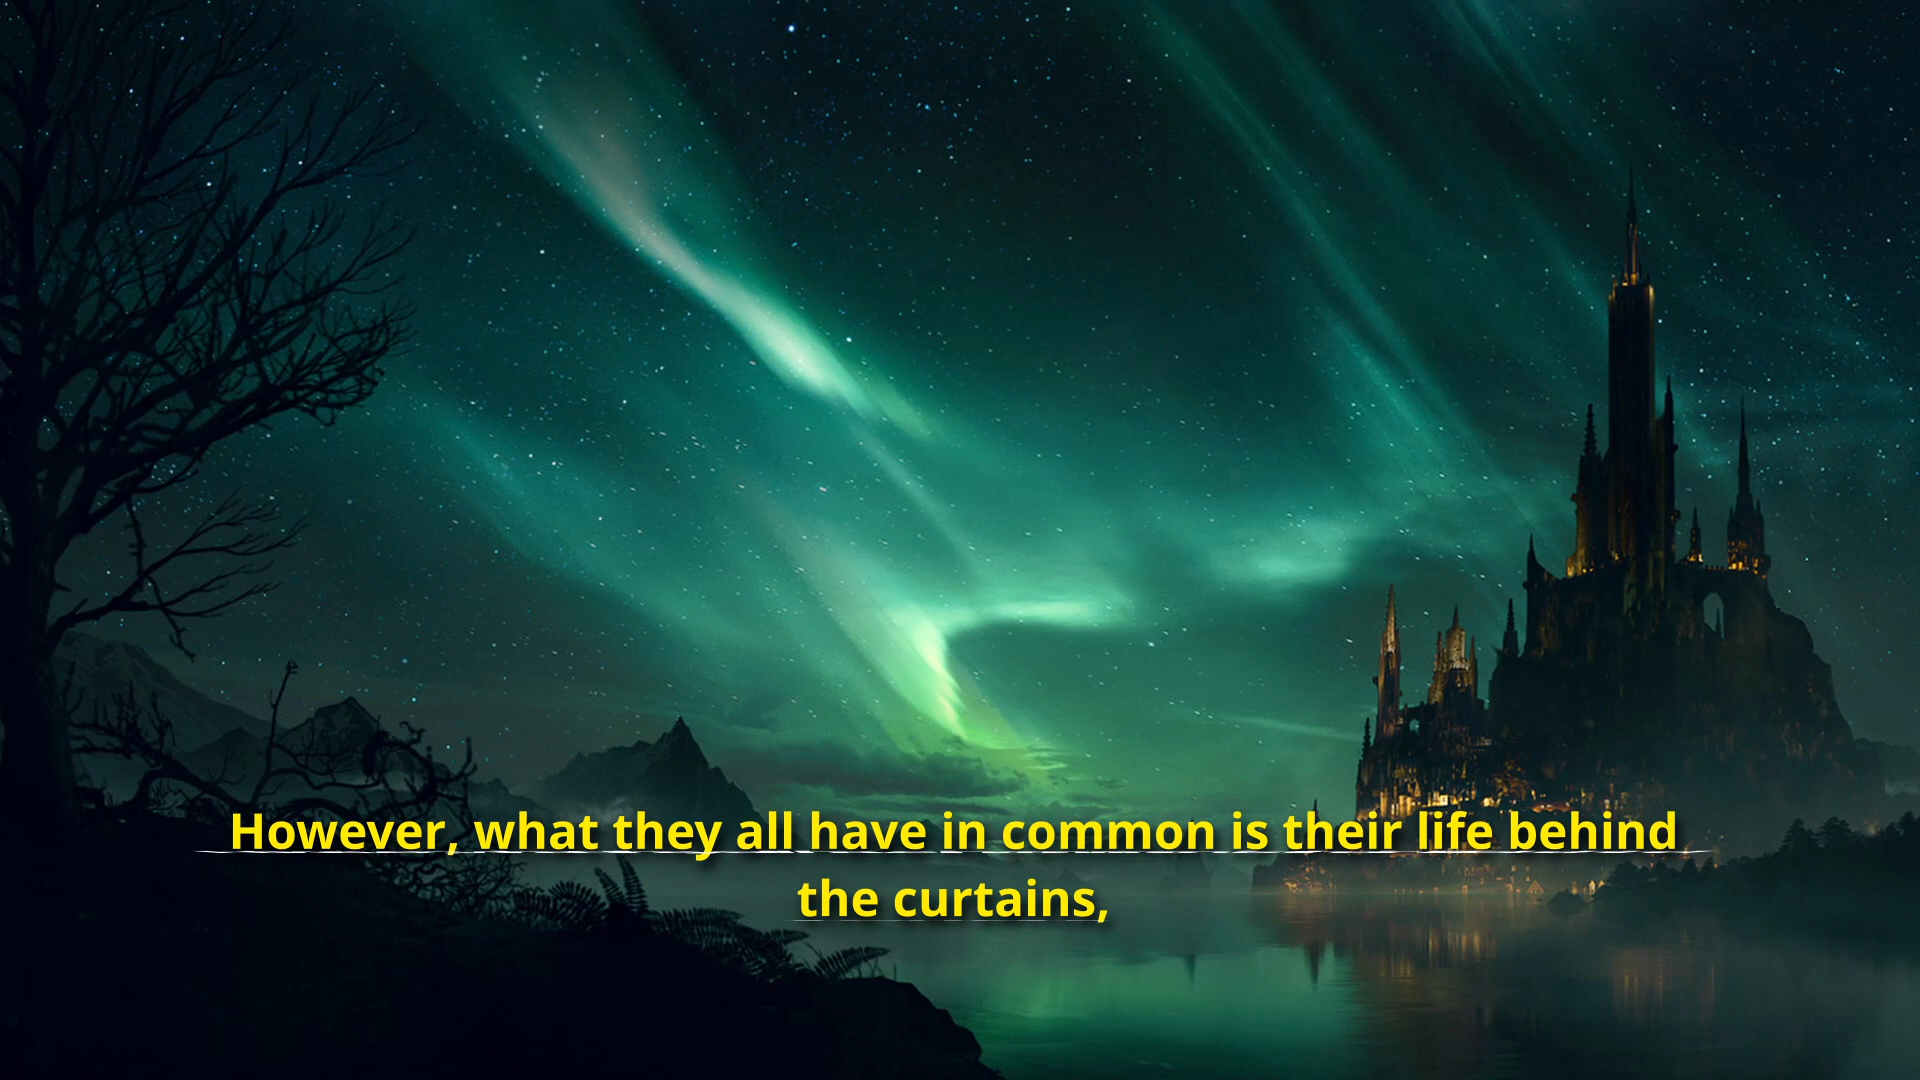 However, what they all have in common is their life behind
the curtains,